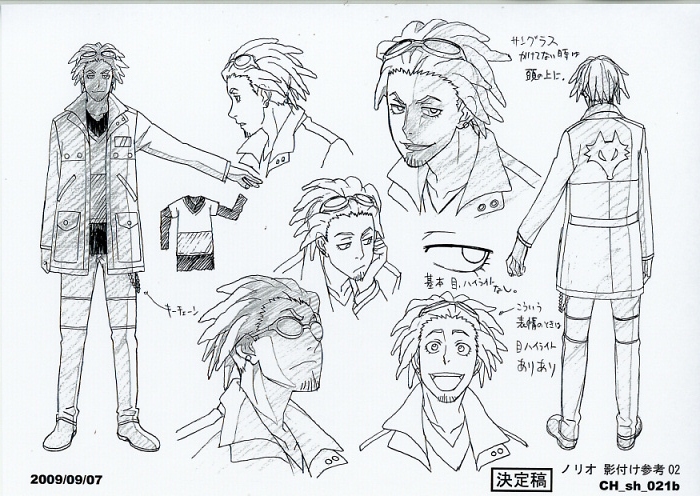 サングラス
かけてない時は
頭の上に。
キーチェーン
基本 目、ハイライト
なし。
こういう
表情のときは
目ハイライト
ありあり
2009/09/07
決定稿
ノリオ 影付け参考 02
CH_sh_021b